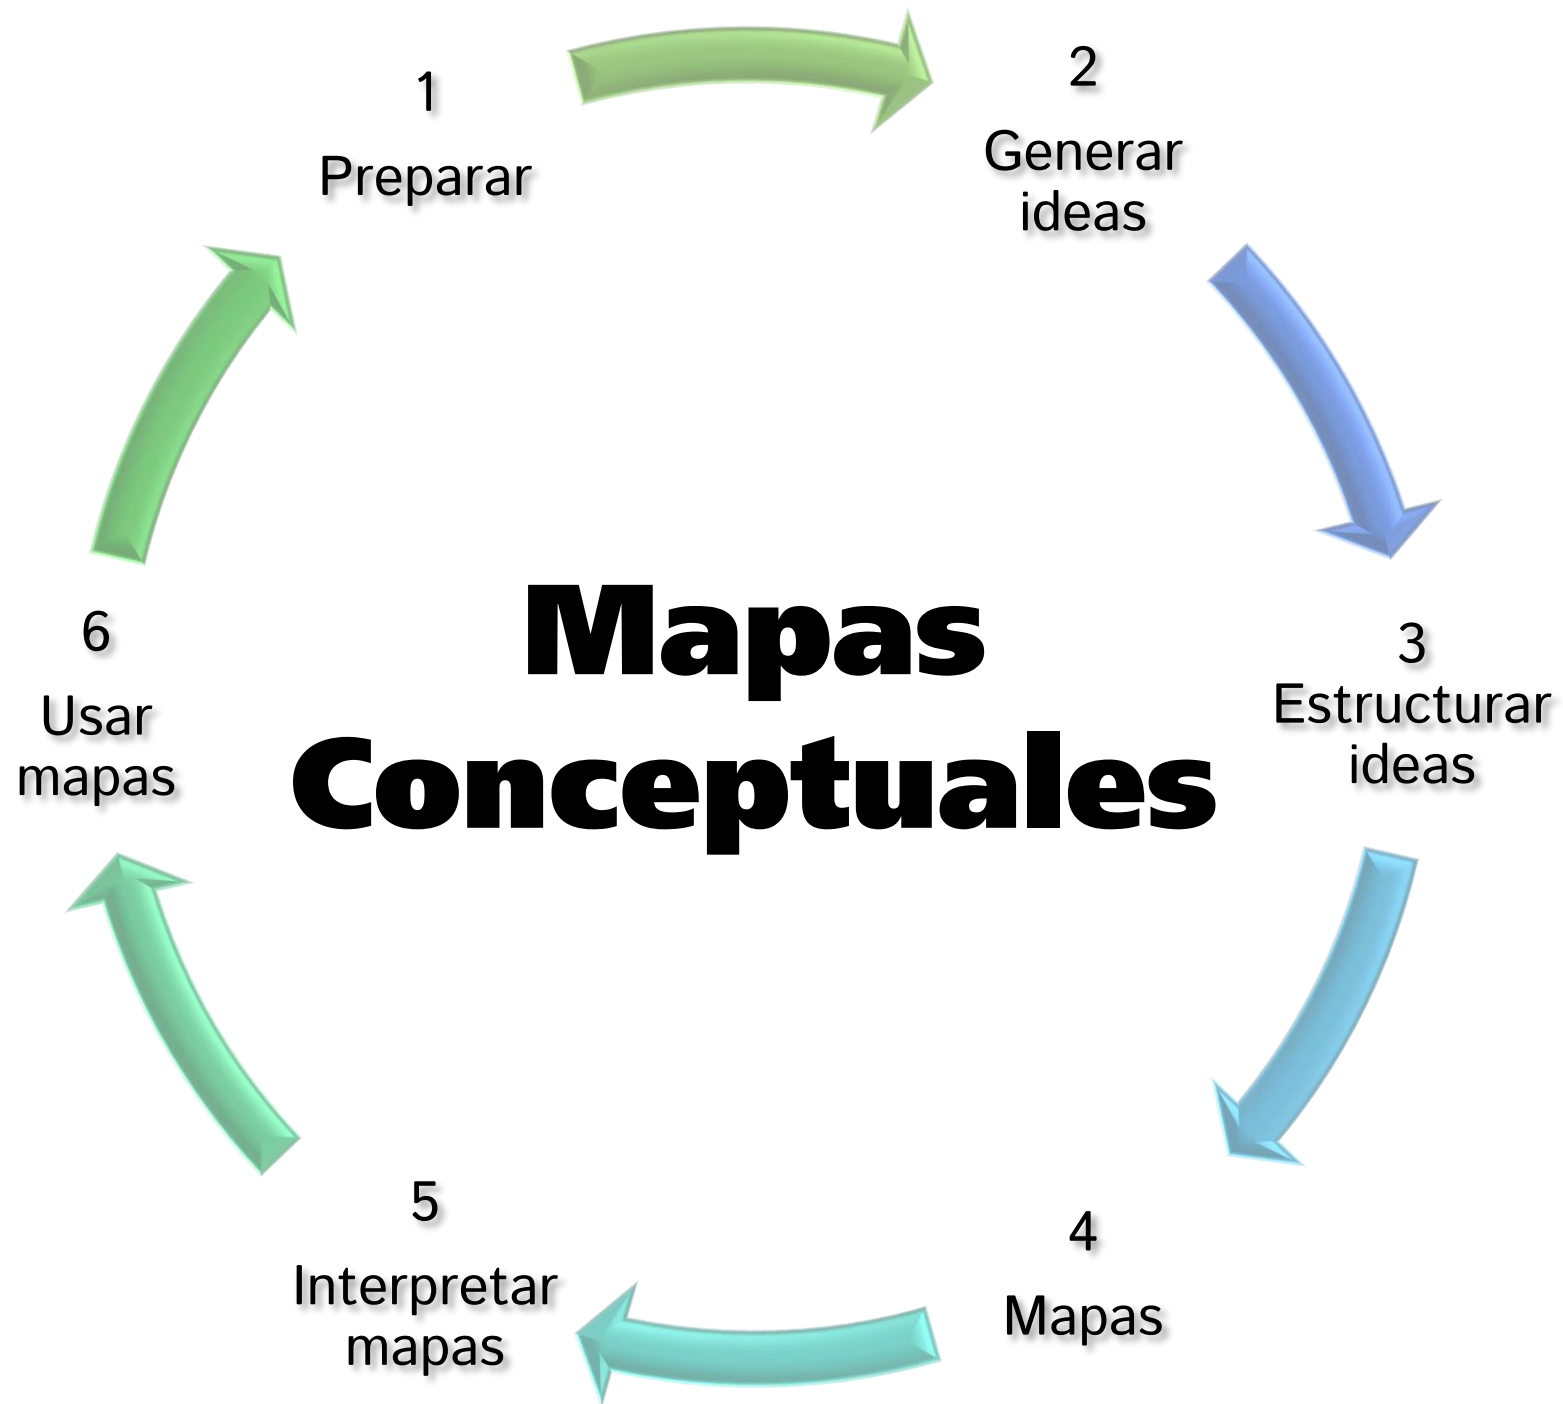 1
Preparar
2
Generar
ideas
3
Estructurar
ideas
4
Mapas
5
Interpretar
mapas
6
Usar
mapas
Mapas
Conceptuales